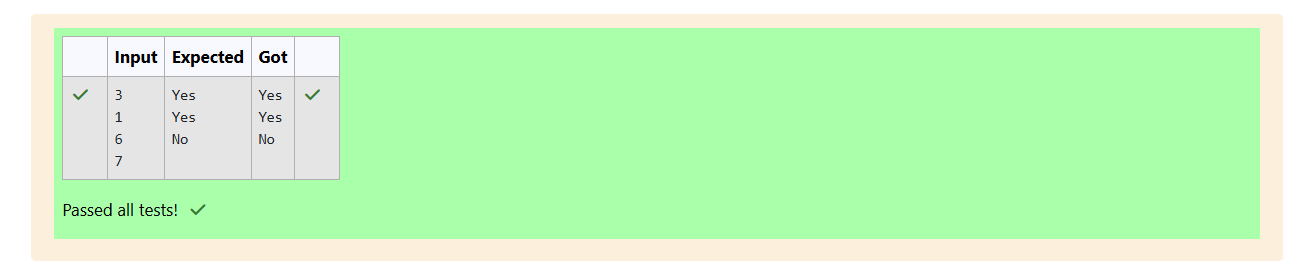 Input Expected Got
3 Yes Yes
1 Yes Yes
6 No No
7
Passed all tests!